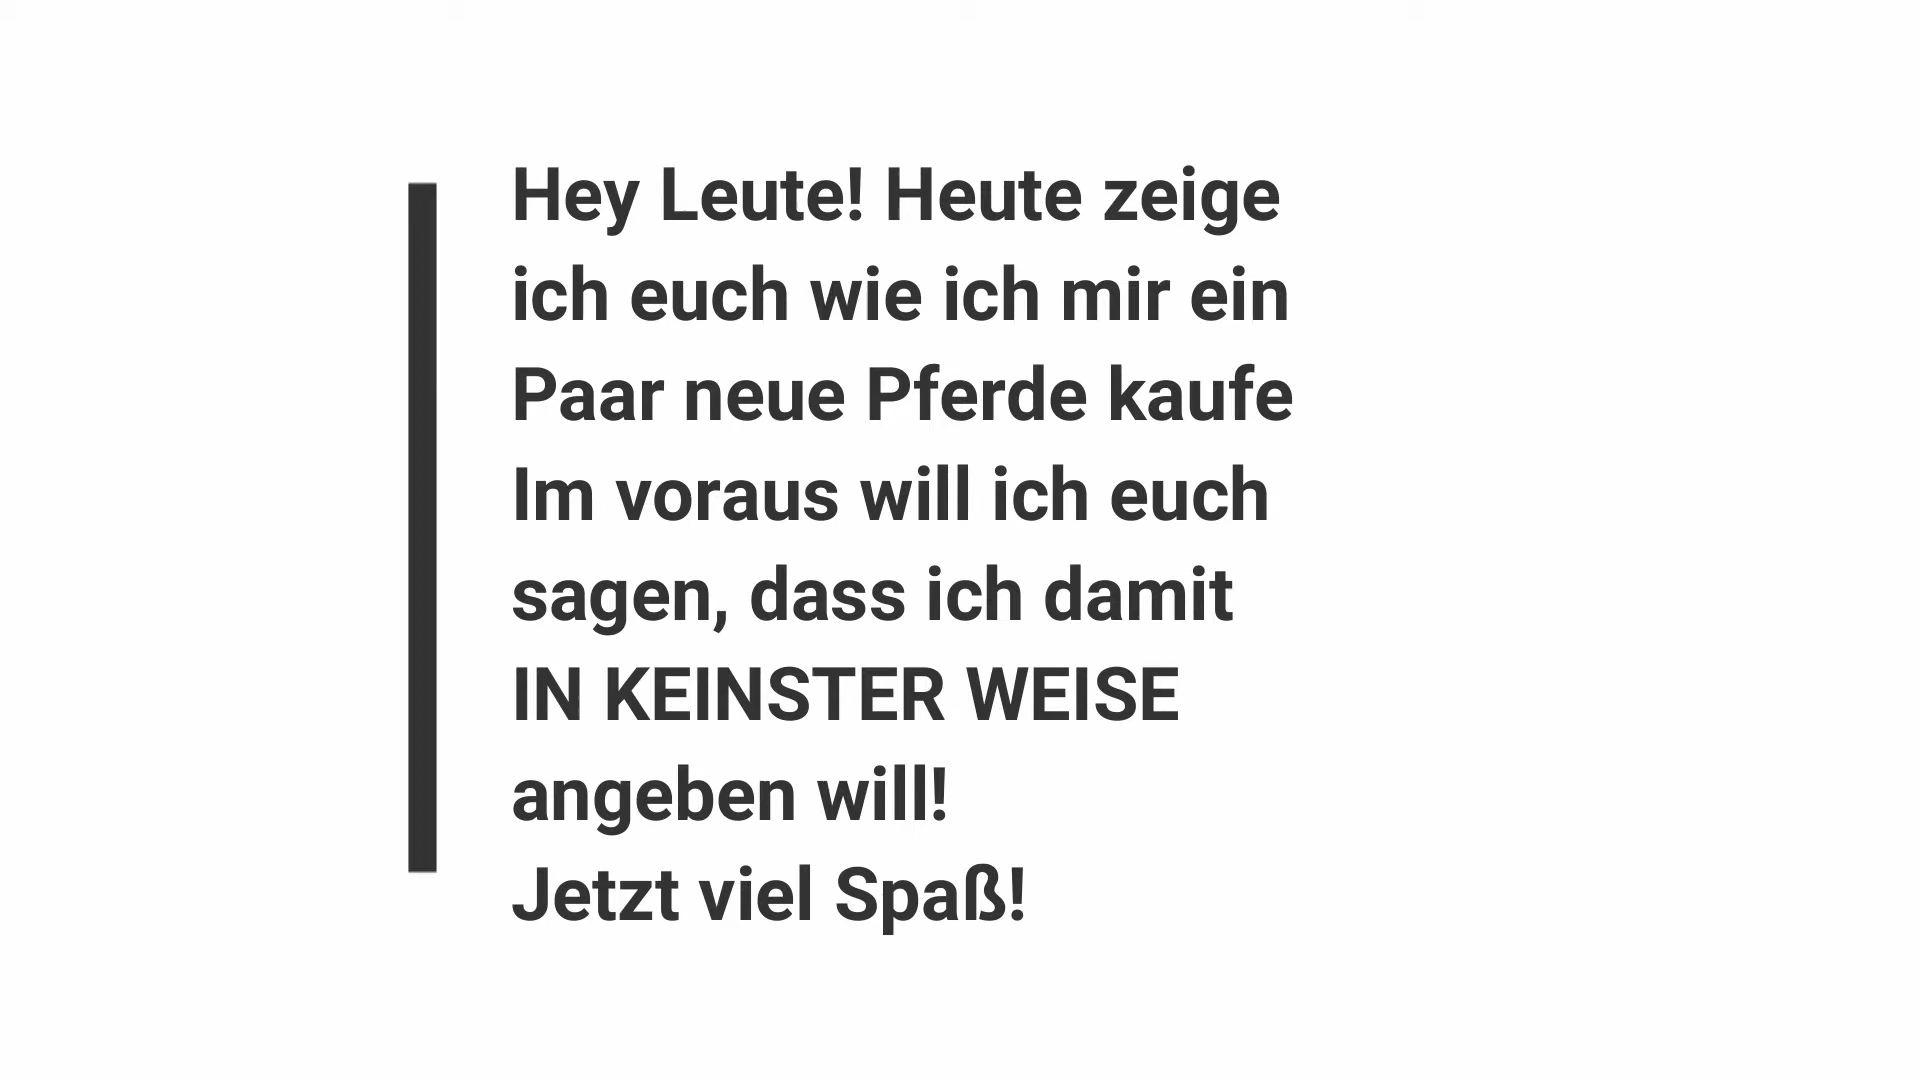 Hey Leute! Heute zeige
ich euch wie ich mir ein
Paar neue Pferde kaufe
Im voraus will ich euch
sagen, dass ich damit
IN KEINSTER WEISE
angeben will!
Jetzt viel Spaß!